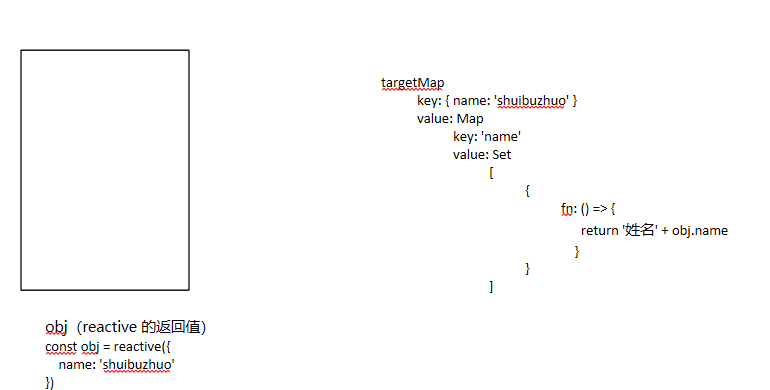 targetMap
key: { name: 'shuibuzhuo' }
value: Map
key: 'name'
value: Set
[
{
fn: () => {
return '姓名' + obj.name
}
}
]
obj（reactive 的返回值）
const obj = reactive({
name: 'shuibuzhuo'
})